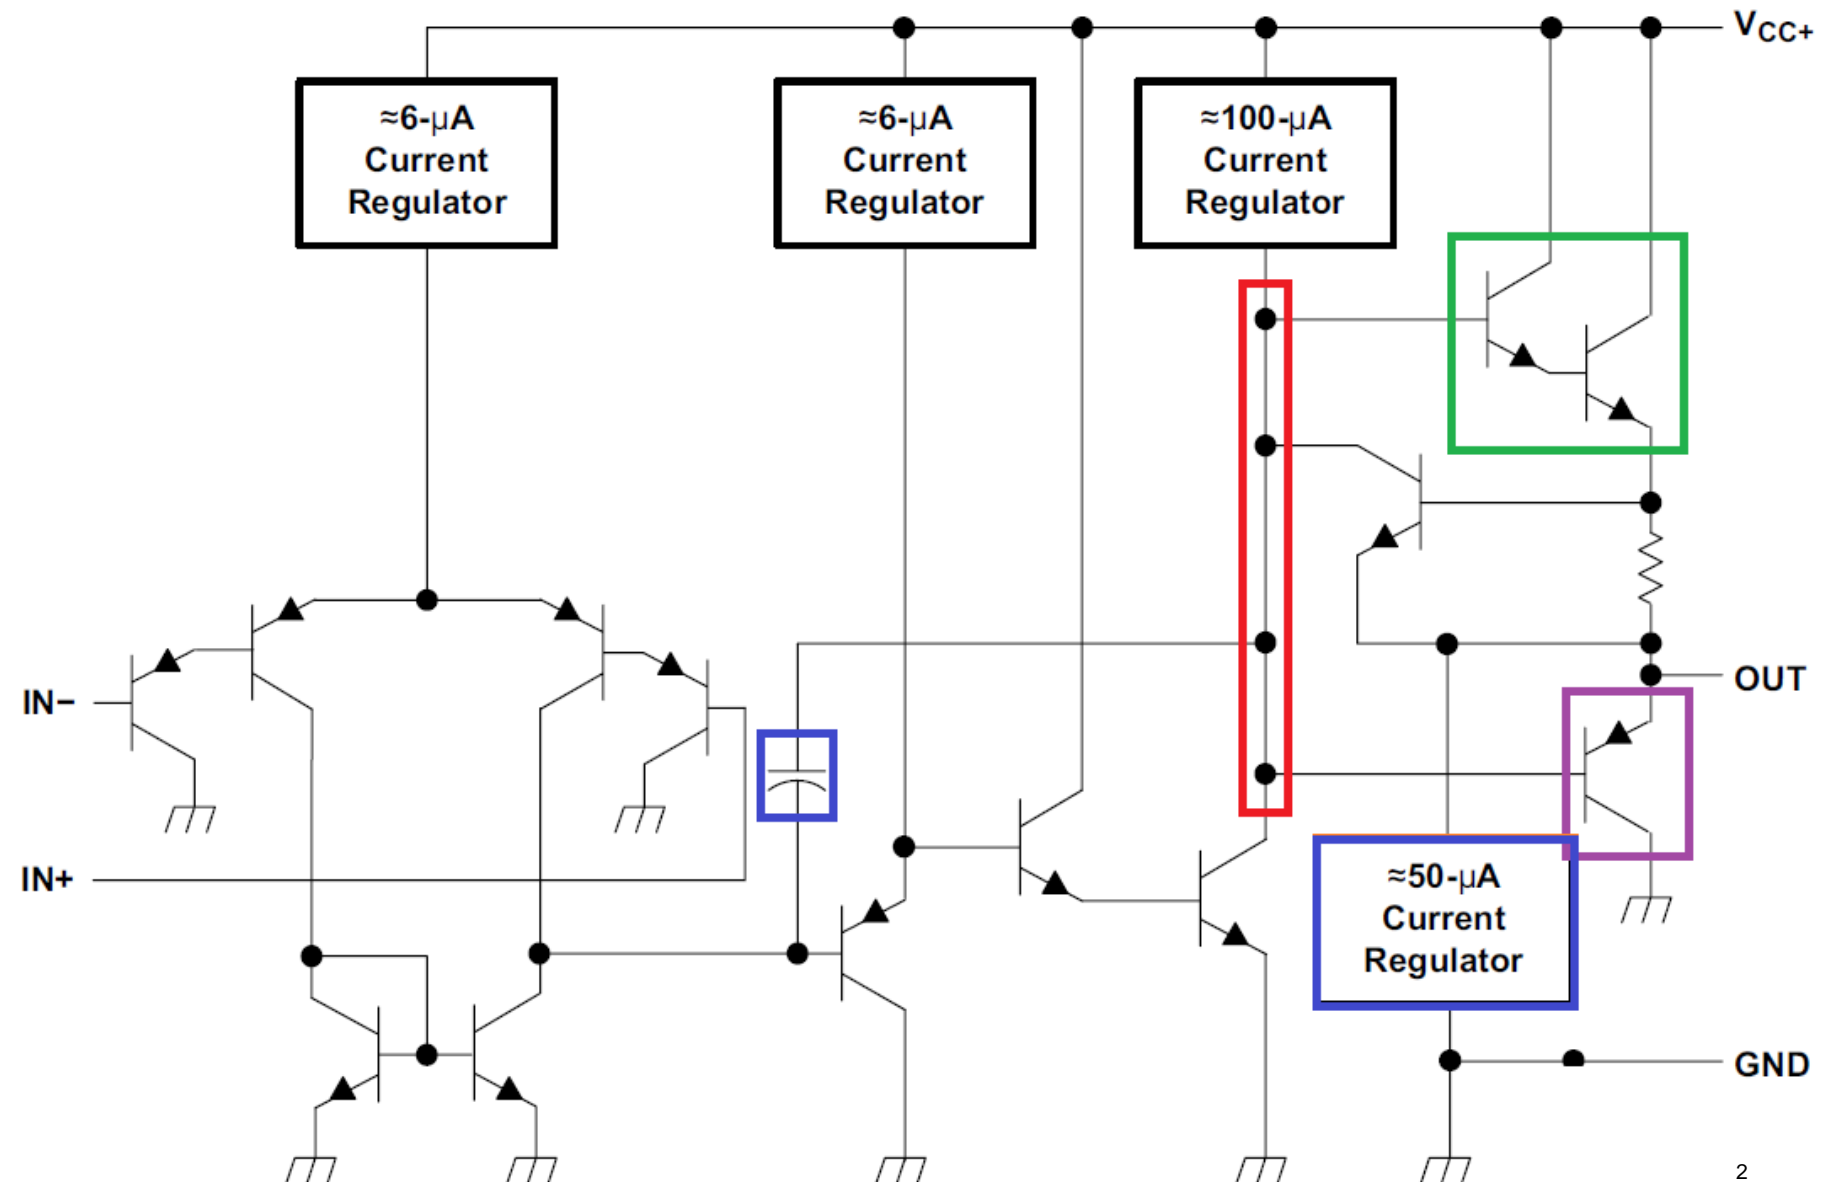 VCC+
≈6-μA
Current
Regulator
≈6-μA
Current
Regulator
≈100-μA
Current
Regulator
IN−
OUT
IN+
≈50-μA
Current
Regulator
GND
2